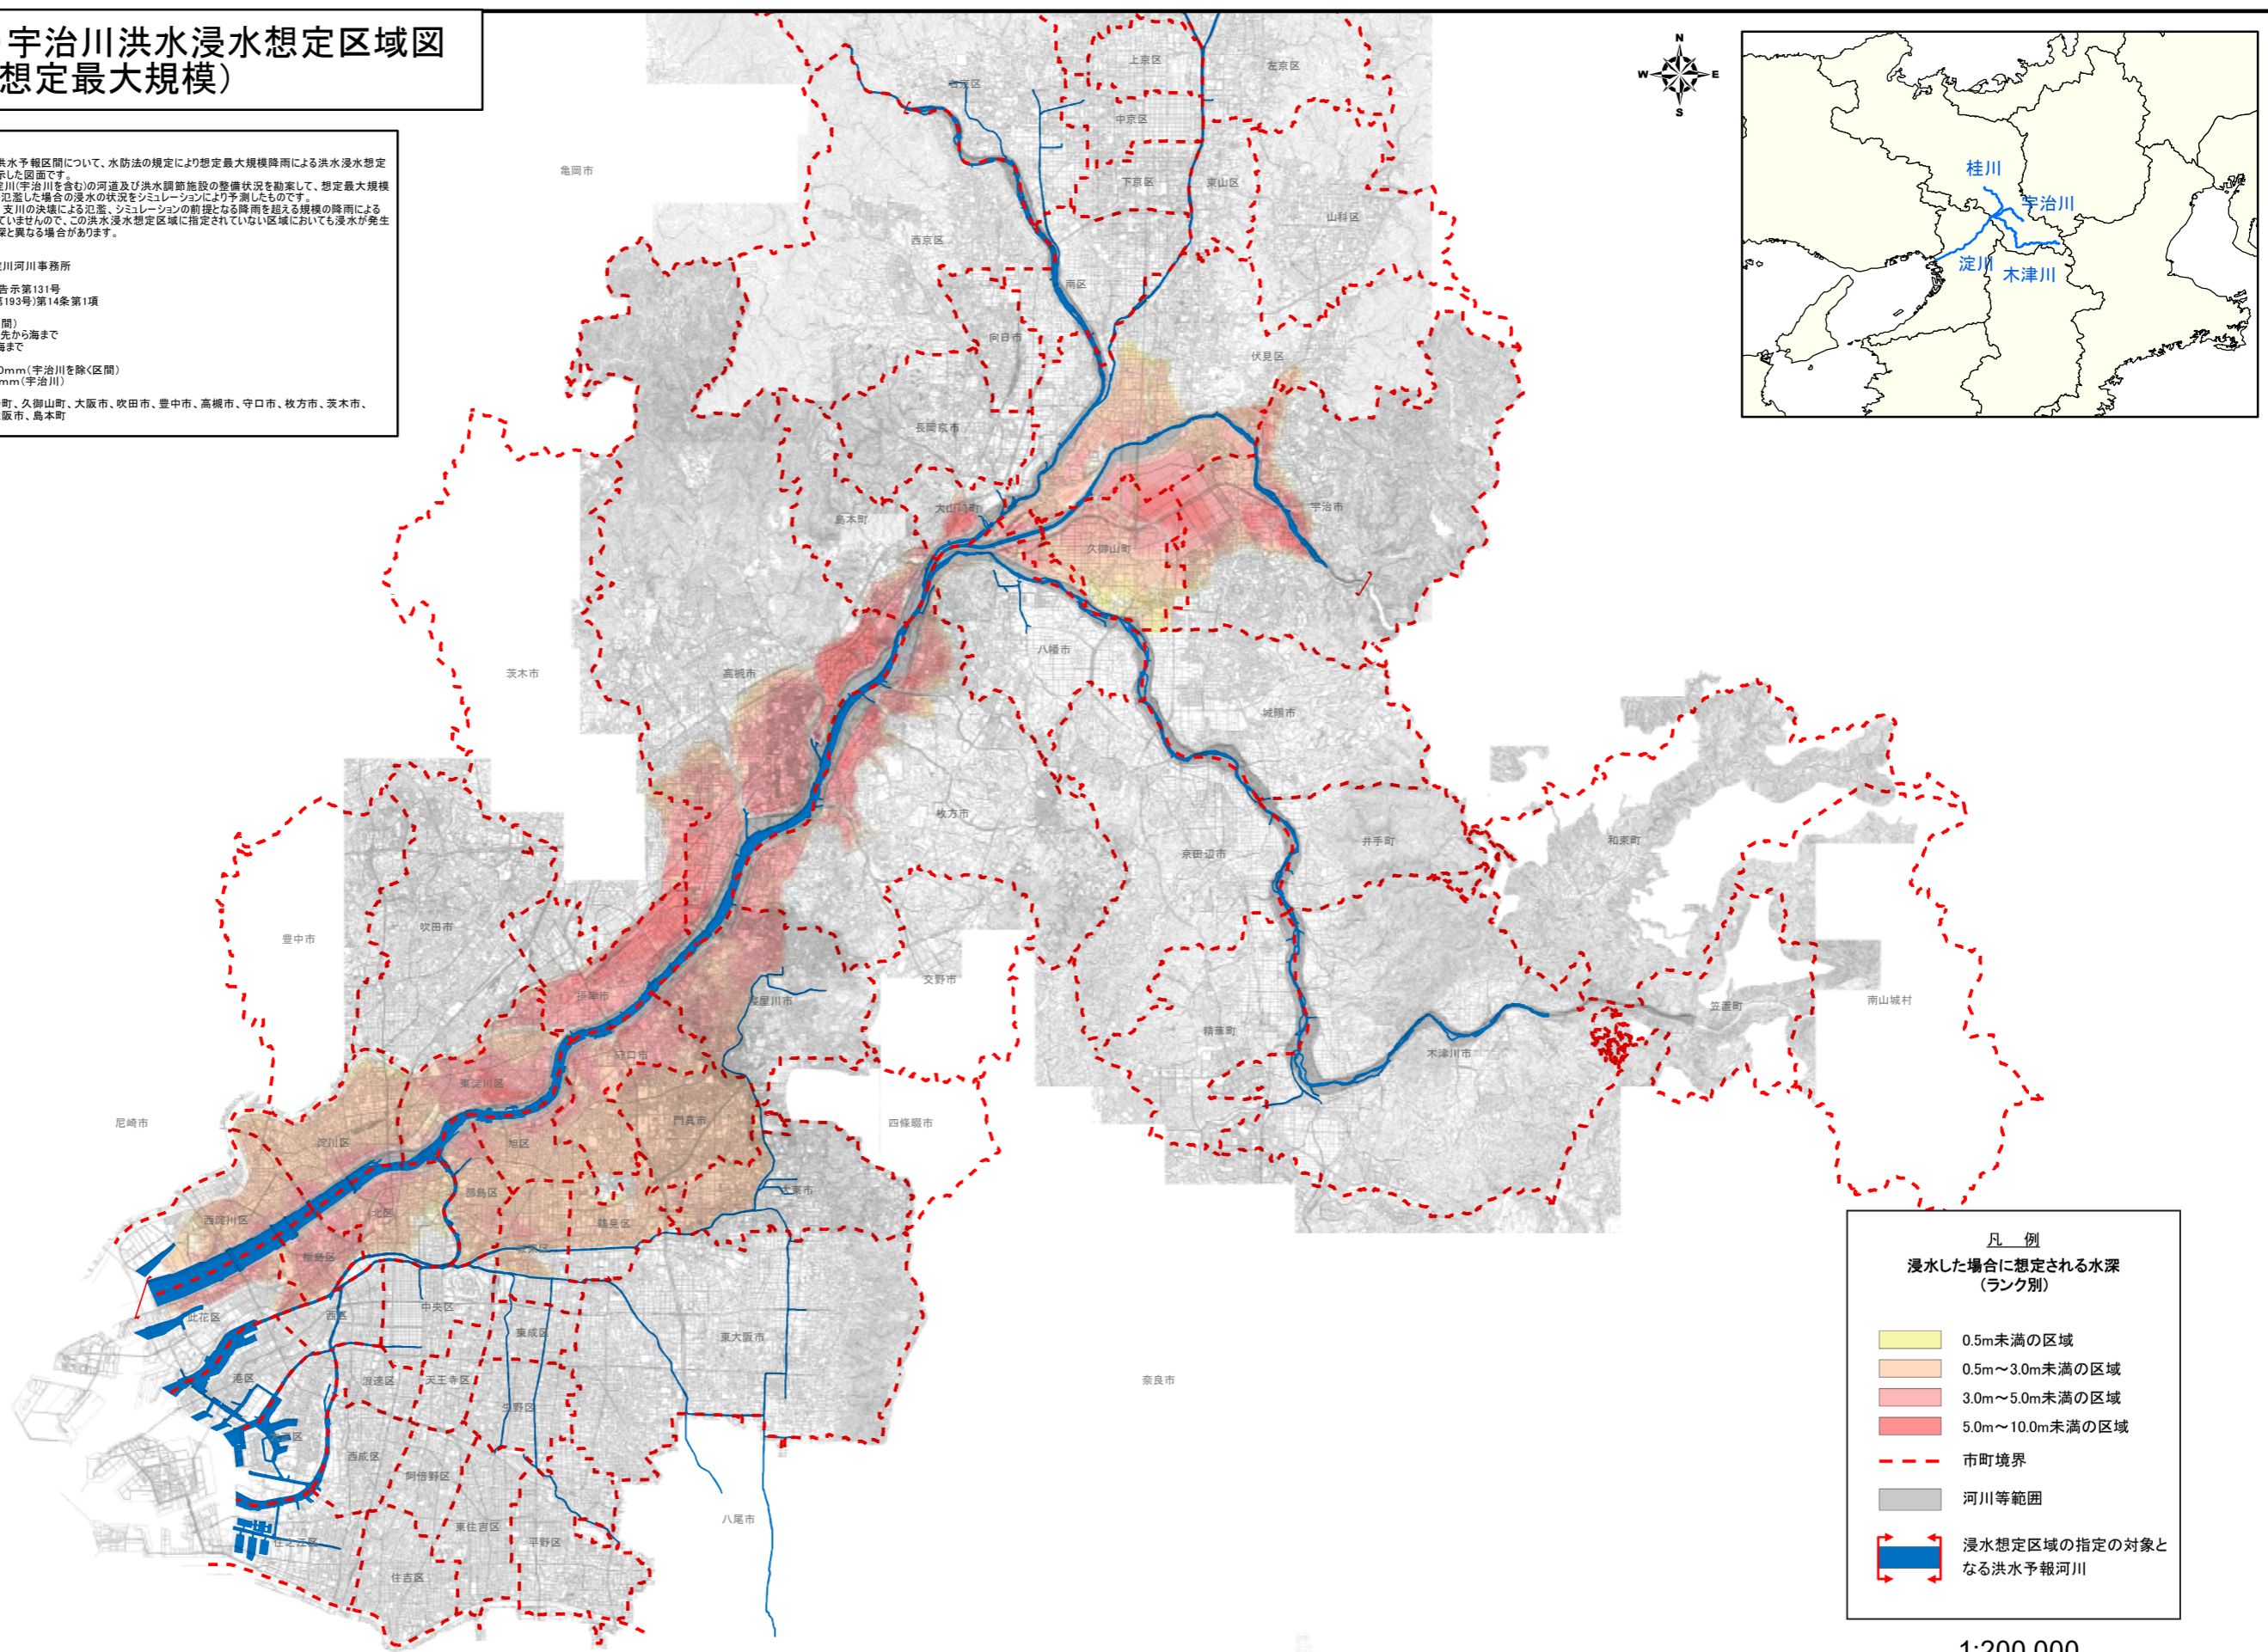 宇治川洪水浸水想定区域図
想定最大規模）
洪水予報区間について、水防法の規定により想定最大規模降雨による洪水浸水想定
示した図面です。
淀川（宇治川を含む）の河道及び洪水調節施設の整備状況を勘案して、想定最大規模
氾濫した場合の浸水の状況をシミュレーションにより予測したものです。
支川の決壊による氾濫、シミュレーションの前提となる降雨を超える規模の降雨による
ていませんので、この洪水浸水想定区域に指定されていない区域においても浸水が発生
深と異なる場合があります。
淀川河川事務所
告示第131号
第193号）第14条第1項
間）
先から海まで
海まで
0mm（宇治川を除く区間）
mm（宇治川）
町、久御山町、大阪市、吹田市、豊中市、高槻市、守口市、枚方市、茨木市、
大阪市、島本町
N
W
E
S
桂川
宇治川
淀川
木津川
上京区
左京区
右京区
中京区
亀岡市
下京区
東山区
山科区
西京区
南区
向日市
伏見区
長岡京市
大山崎町
島本町
宇治市
久御山町
八幡市
茨木市
高槻市
城陽市
枚方市
京田辺市
井手町
和束町
吹田市
豊中市
交野市
摂津市
寝屋川市
笠置町
南山城村
精華町
木津川市
守口市
東淀川区
尼崎市
淀川区
旭区
門真市
四條畷市
都島区
大東市
西淀川区
北区
鶴見区
福島区
城東区
此花区
西区
中央区
東成区
東大阪市
港区
浪速区
天王寺区
奈良市
生野区
大正区
西成区
阿倍野区
八尾市
東住吉区
平野区
住之江区
住吉区
凡　例
浸水した場合に想定される水深
（ランク別）
0.5m未満の区域
0.5m～3.0m未満の区域
3.0m～5.0m未満の区域
5.0m～10.0m未満の区域
市町境界
河川等範囲
浸水想定区域の指定の対象と
なる洪水予報河川
1:200,000